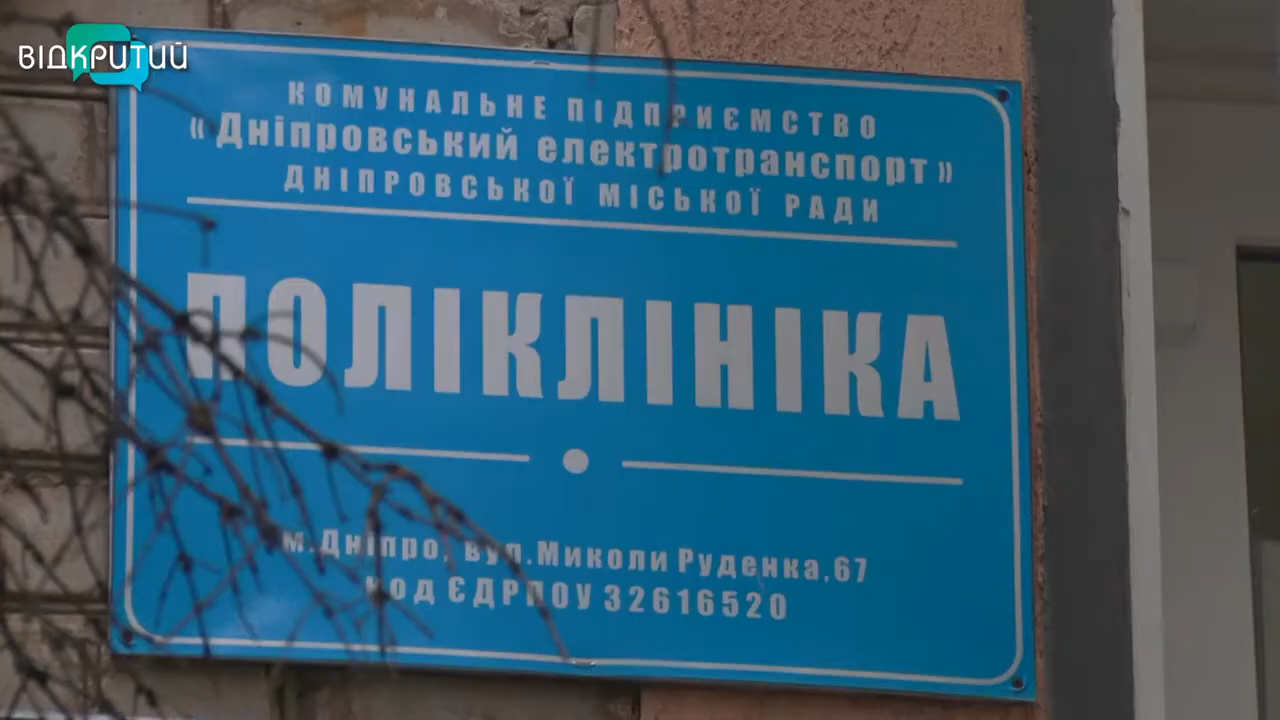 ВІДКРИТИЙ
КОМУНАЛЬНЕ ПІДПРИЄМСТВО
«Дніпровський електротранспорт»
ДНІПРОВСЬКОЇ МІСЬКОЇ РАДИ
ПОЛІКЛІНІКА
м.Дніпро, вул.Миколи Руденка,67
код ЄДРПОУ 32616520